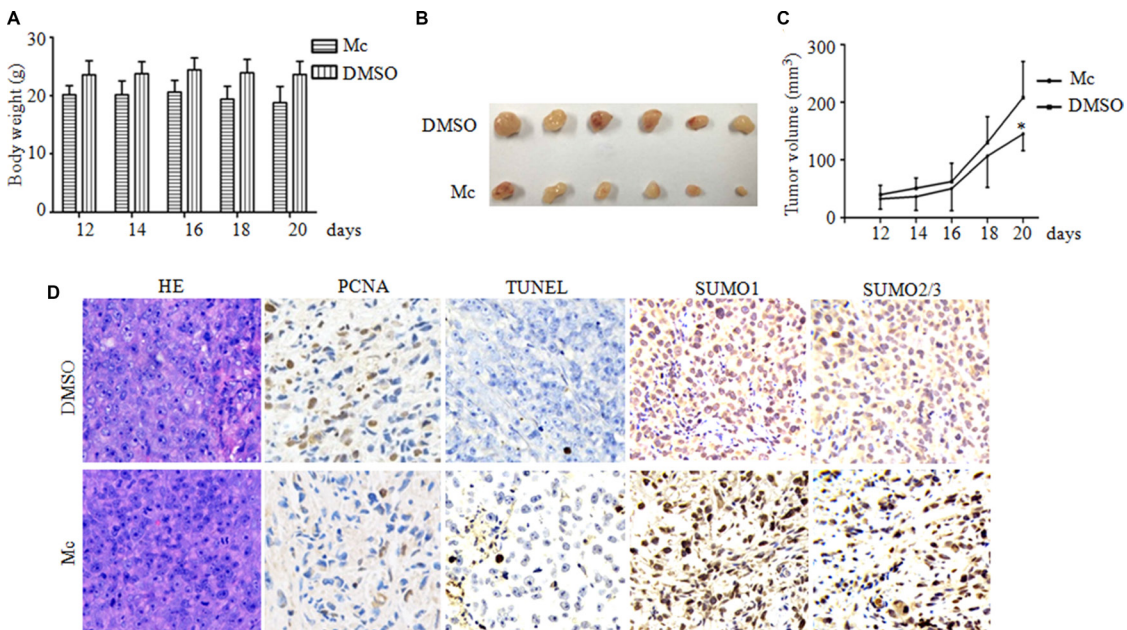 A
Body weight (g)
30
20
10
0
12 14 16 18 20 days
Mc
DMSO
B
DMSO
Mc
C
Tumor volume (mm³)
300
200
100
0
12 14 16 18 20 days
*
Mc
DMSO
D
HE PCNA TUNEL SUMO1 SUMO2/3
DMSO
Mc